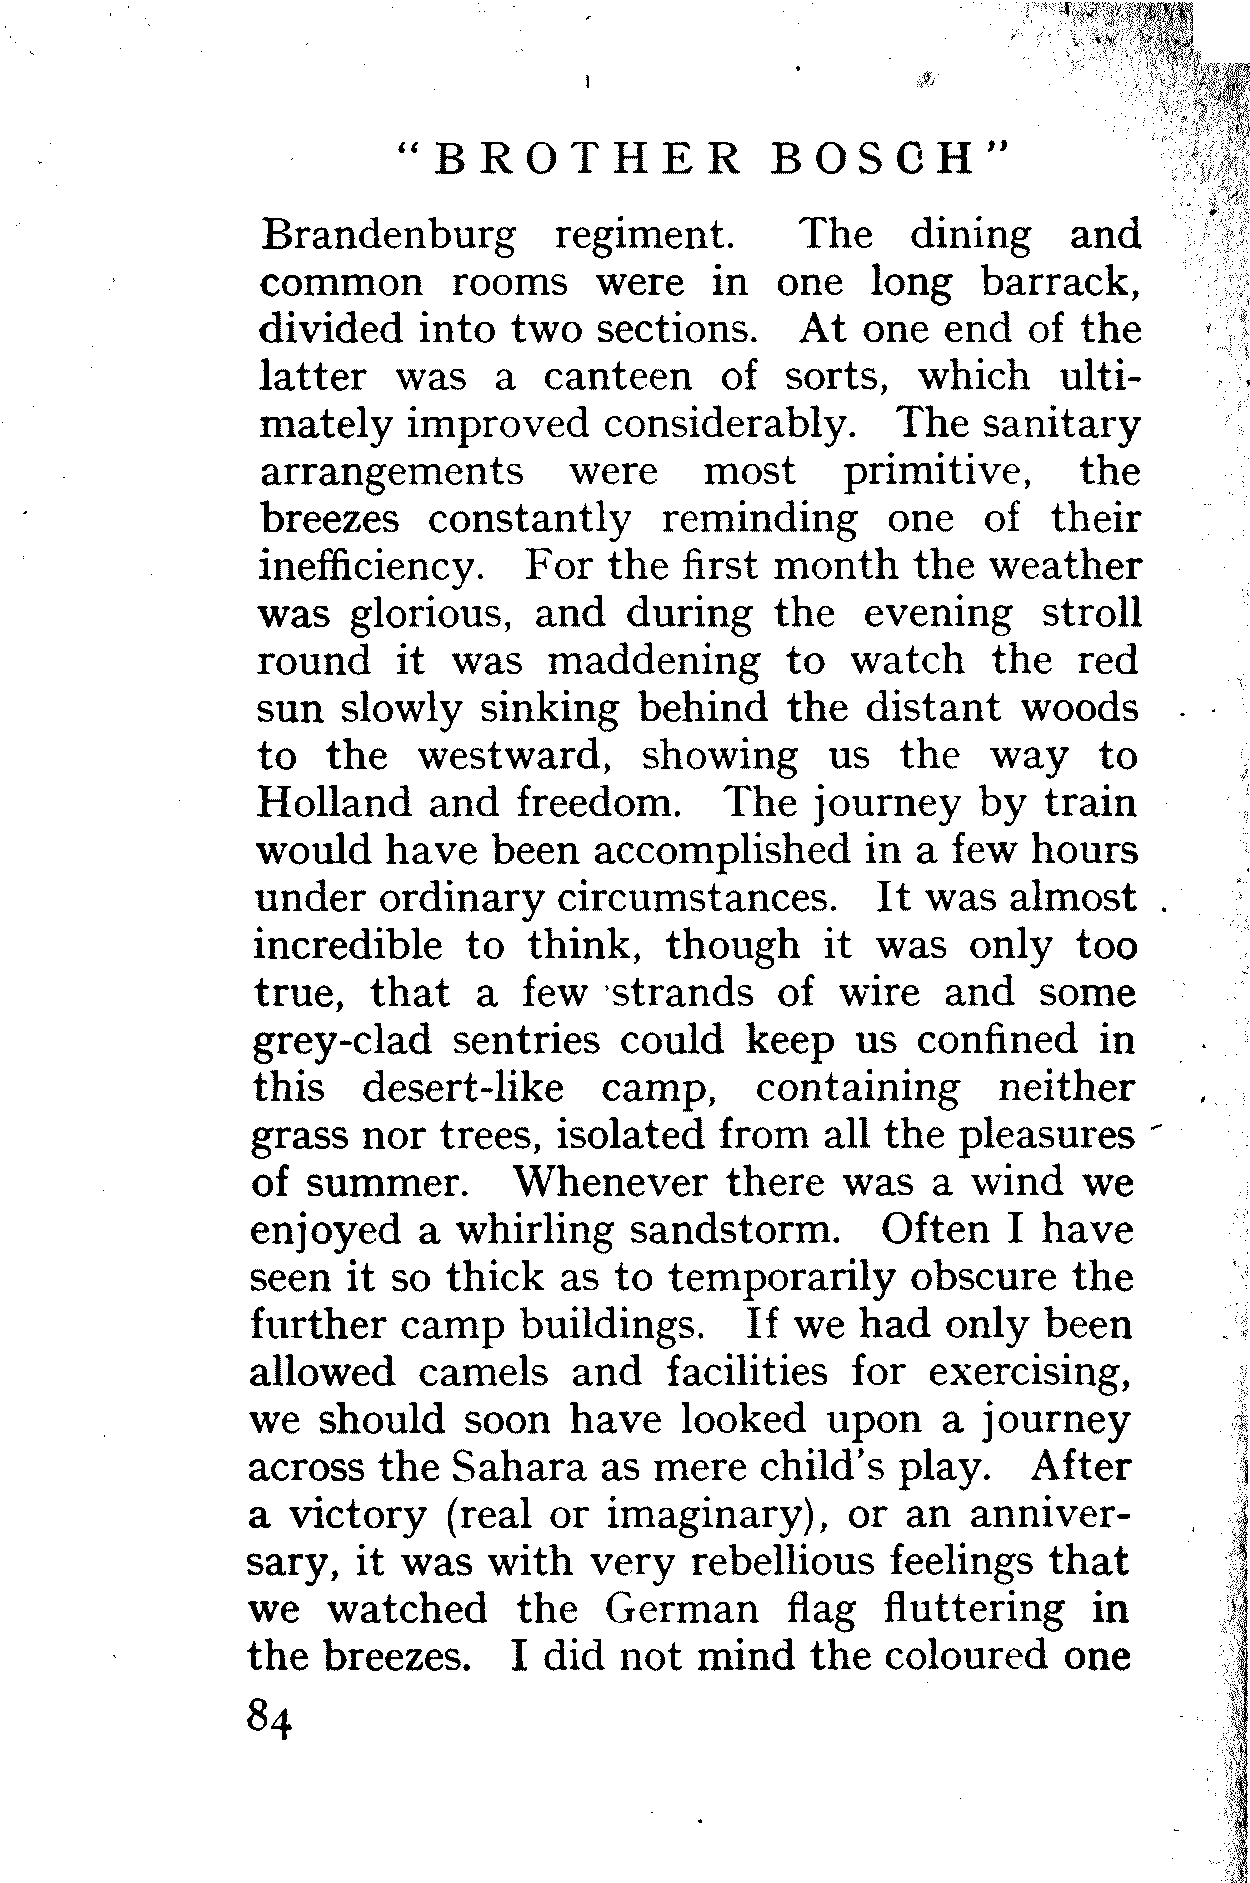 "BROTHER BOSCH"
Brandenburg regiment. The dining and
common rooms were in one long barrack,
divided into two sections. At one end of the
latter was a canteen of sorts, which ulti-
mately improved considerably. The sanitary
arrangements were most primitive, the
breezes constantly reminding one of their
inefficiency. For the first month the weather
was glorious, and during the evening stroll
round it was maddening to watch the red
sun slowly sinking behind the distant woods
to the westward, showing us the way to
Holland and freedom. The journey by train
would have been accomplished in a few hours
under ordinary circumstances. It was almost
incredible to think, though it was only too
true, that a few strands of wire and some
grey-clad sentries could keep us confined in
this desert-like camp, containing neither
grass nor trees, isolated from all the pleasures
of summer. Whenever there was a wind we
enjoyed a whirling sandstorm. Often I have
seen it so thick as to temporarily obscure the
further camp buildings. If we had only been
allowed camels and facilities for exercising,
we should soon have looked upon a journey
across the Sahara as mere child's play. After
a victory (real or imaginary), or an anniver-
sary, it was with very rebellious feelings that
we watched the German flag fluttering in
the breezes. I did not mind the coloured one
84